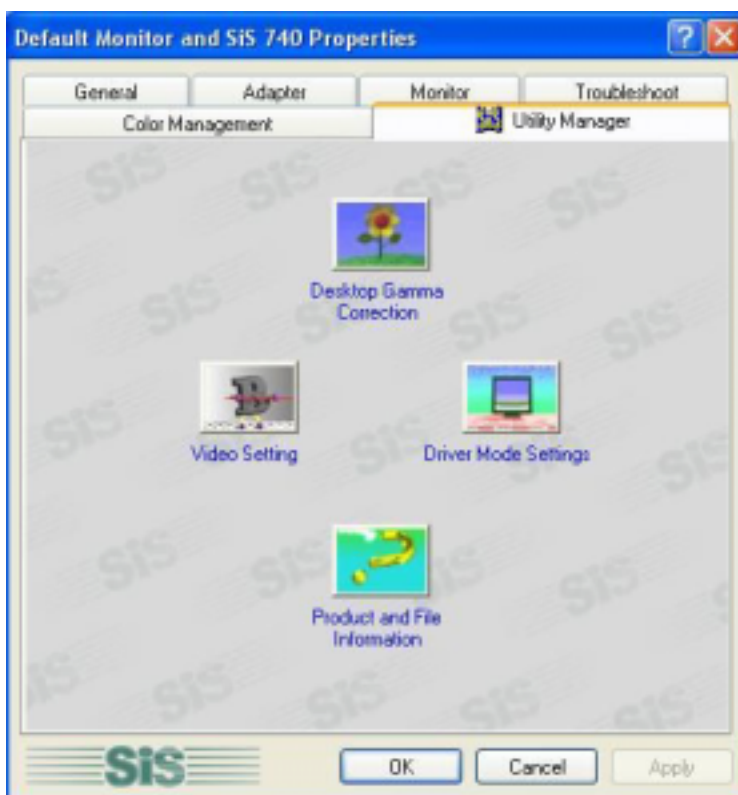 Default Monitor and SiS 740 Properties
General Adapter Monitor Troubleshoot
Color Management Utility Manager
Desktop Gamma
Correction
Video Setting Driver Mode Settings
Product and File
Information
SiS OK Cancel Apply